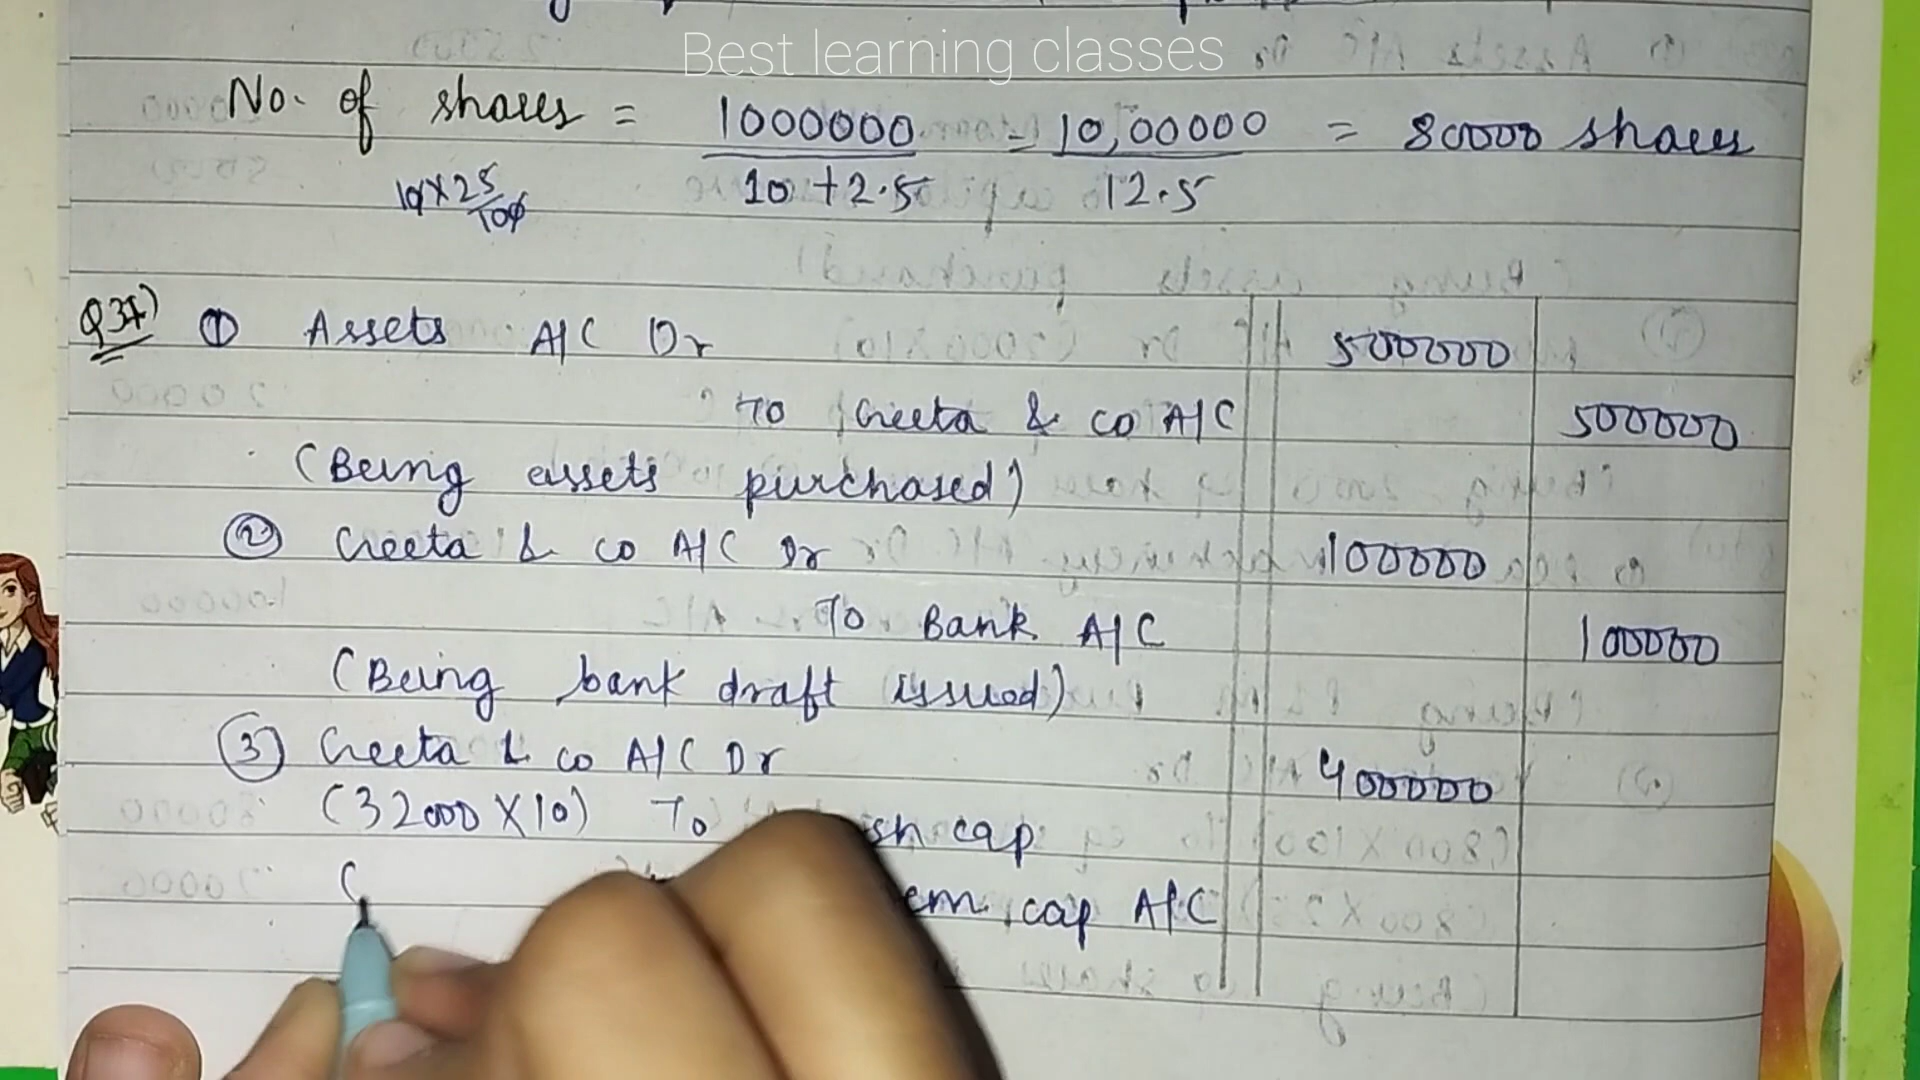 Best learning classes
No. of shares = 1000000 / 10 + 2.5 = 10,00000 / 12.5 = 80000 shares
10 X 25/100
Q37) ① Assets A/C Dr 500000
To Geeta & co A/C 500000
(Being assets purchased)
② Geeta & co A/C Dr 100000
To Bank A/C 100000
(Being bank draft issued)
③ Geeta & co A/C Dr 400000
(32000 X 10) To sh cap
( em cap A/C